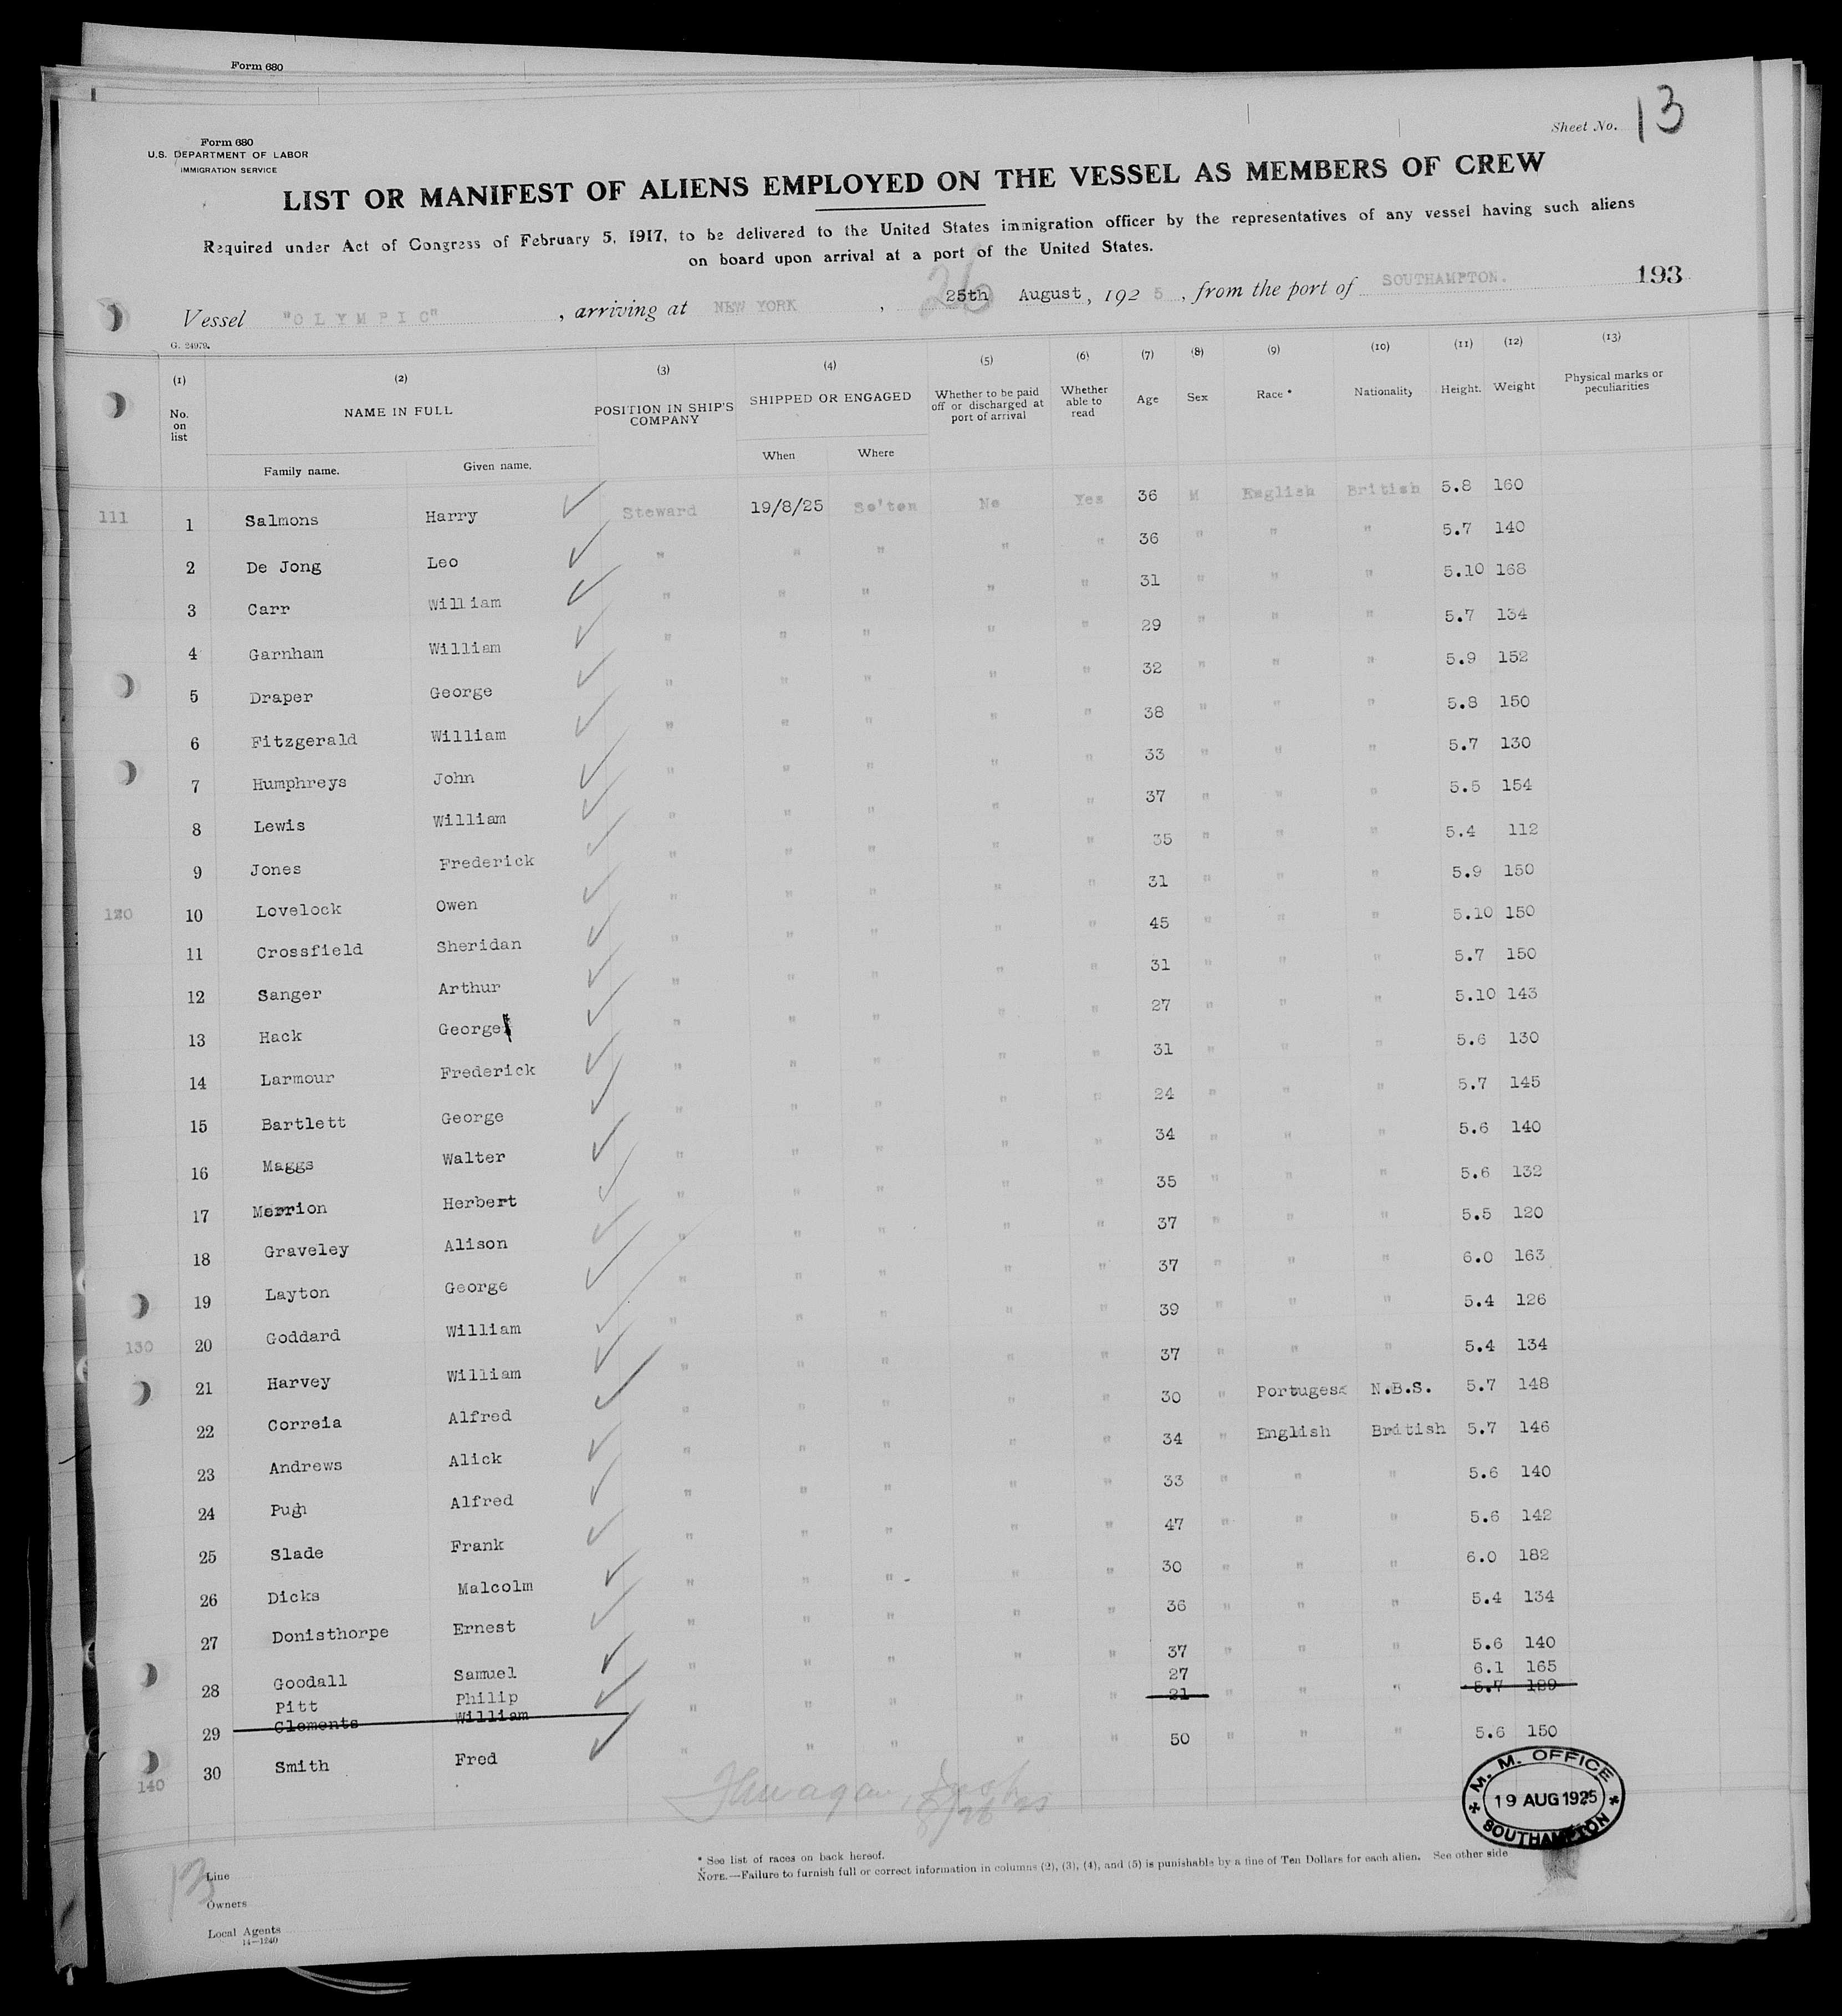 Form 680
Form 680
U.S. DEPARTMENT OF LABOR
IMMIGRATION SERVICE
Sheet No. 13
LIST OR MANIFEST OF ALIENS EMPLOYED ON THE VESSEL AS MEMBERS OF CREW
Required under Act of Congress of February 5, 1917, to be delivered to the United States immigration officer by the representatives of any vessel having such aliens
on board upon arrival at a port of the United States.
26
Vessel "OLYMPIC" , arriving at NEW YORK , 25th August, 1925 , from the port of SOUTHAMPTON. 193
G. 24979.
(1) (2) (3) (4) (5) (6) (7) (8) (9) (10) (11) (12) (13)
No. on list NAME IN FULL POSITION IN SHIP'S COMPANY SHIPPED OR ENGAGED Whether to be paid off or discharged at port of arrival Whether able to read Age Sex Race * Nationality Height. Weight Physical marks or peculiarities
Family name. Given name. When Where
111 1 Salmons Harry ✓ Steward 19/8/25 So'ton No Yes 36 M English British 5.8 160
2 De Jong Leo ✓ " " " " " 36 " " " 5.7 140
3 Carr William ✓ " " " " " 31 " " " 5.10 168
4 Garnham William ✓ " " " " " 29 " " " 5.7 134
5 Draper George ✓ " " " " " 32 " " " 5.9 152
6 Fitzgerald William ✓ " " " " " 38 " " " 5.8 150
7 Humphreys John ✓ " " " " " 33 " " " 5.7 130
8 Lewis William ✓ " " " " " 37 " " " 5.5 154
9 Jones Frederick ✓ " " " " " 35 " " " 5.4 112
120 10 Lovelock Owen ✓ " " " " " 31 " " " 5.9 150
11 Crossfield Sheridan ✓ " " " " " 45 " " " 5.10 150
12 Sanger Arthur ✓ " " " " " 31 " " " 5.7 150
13 Hack George ✓ " " " " " 27 " " " 5.10 143
14 Larmour Frederick ✓ " " " " " 31 " " " 5.6 130
15 Bartlett George ✓ " " " " " 24 " " " 5.7 145
16 Maggs Walter ✓ " " " " " 34 " " " 5.6 140
17 Merrion Herbert ✓ " " " " " 35 " " " 5.6 132
18 Graveley Alison ✓ " " " " " 37 " " " 5.5 120
19 Layton George ✓ " " " " " 37 " " " 6.0 163
130 20 Goddard William ✓ " " " " " 39 " " " 5.4 126
21 Harvey William ✓ " " " " " 37 " " " 5.4 134
22 Correia Alfred ✓ " " " " " 30 " Portugese N.B.S. 5.7 148
23 Andrews Alick ✓ " " " " " 34 " English British 5.7 146
24 Pugh Alfred ✓ " " " " " 33 " " " 5.6 140
25 Slade Frank ✓ " " " " " 47 " " " 5.6 142
26 Dicks Malcolm ✓ " " " " " 30 " " " 6.0 182
27 Donisthorpe Ernest ✓ " " " " " 36 " " " 5.4 134
28 Goodall Samuel ✓ " " " " " 37 " " " 5.6 140
Pitt Philip ✓ 27 6.1 165
29 Clements William " " " " " 21 " " " 5.7 129
140 30 Smith Fred ✓ " " " " " 50 " " " 5.6 150
M. M. OFFICE
19 AUG 1925
SOUTHAMPTON
* See list of races on back hereof.
NOTE.—Failure to furnish full or correct information in columns (2), (3), (4), and (5) is punishable by a fine of Ten Dollars for each alien. See other side
13
Line
Owners
Local Agents
14—1240